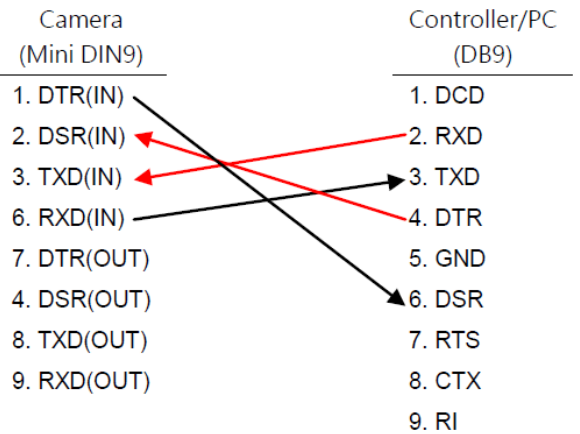 Camera
(Mini DIN9)
1. DTR(IN)
2. DSR(IN)
3. TXD(IN)
6. RXD(IN)
7. DTR(OUT)
4. DSR(OUT)
8. TXD(OUT)
9. RXD(OUT)
Controller/PC
(DB9)
1. DCD
2. RXD
3. TXD
4. DTR
5. GND
6. DSR
7. RTS
8. CTX
9. RI